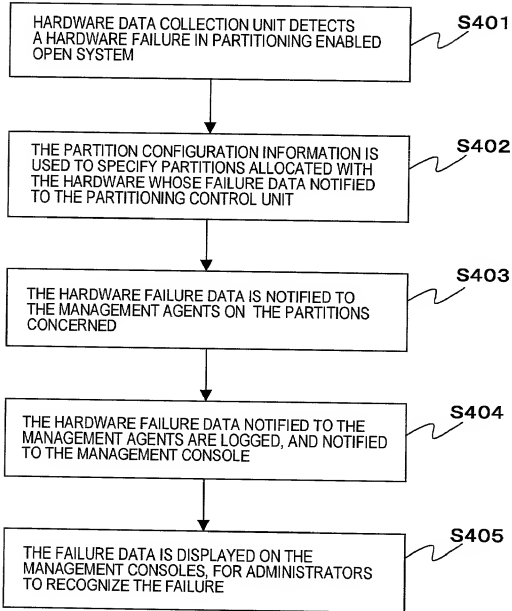 HARDWARE DATA COLLECTION UNIT DETECTS
A HARDWARE FAILURE IN PARTITIONING ENABLED
OPEN SYSTEM
S401
THE PARTITION CONFIGURATION INFORMATION IS
USED TO SPECIFY PARTITIONS ALLOCATED WITH
THE HARDWARE WHOSE FAILURE DATA NOTIFIED
TO THE PARTITIONING CONTROL UNIT
S402
THE HARDWARE FAILURE DATA IS NOTIFIED TO
THE MANAGEMENT AGENTS ON THE PARTITIONS
CONCERNED
S403
THE HARDWARE FAILURE DATA NOTIFIED TO THE
MANAGEMENT AGENTS ARE LOGGED, AND NOTIFIED
TO THE MANAGEMENT CONSOLE
S404
THE FAILURE DATA IS DISPLAYED ON THE
MANAGEMENT CONSOLES, FOR ADMINISTRATORS
TO RECOGNIZE THE FAILURE
S405